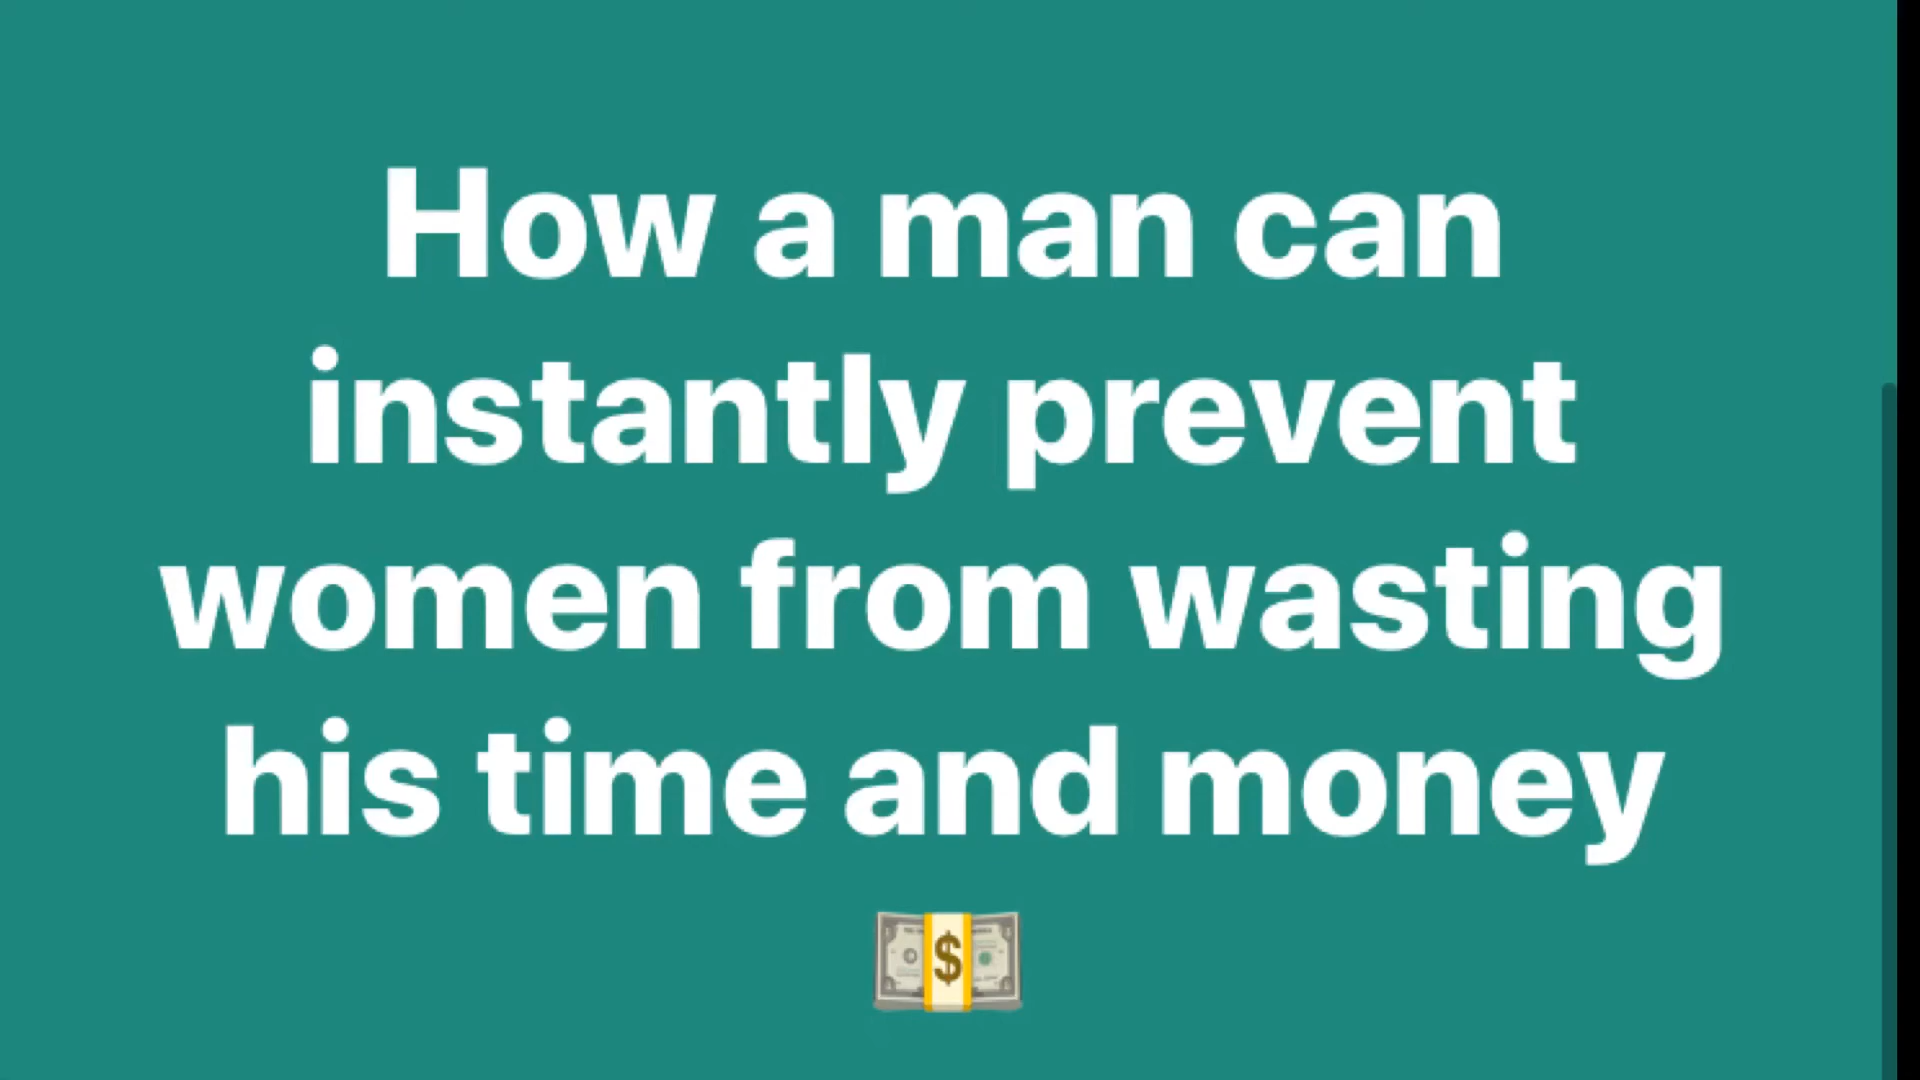 How a man can
instantly prevent
women from wasting
his time and money
💵